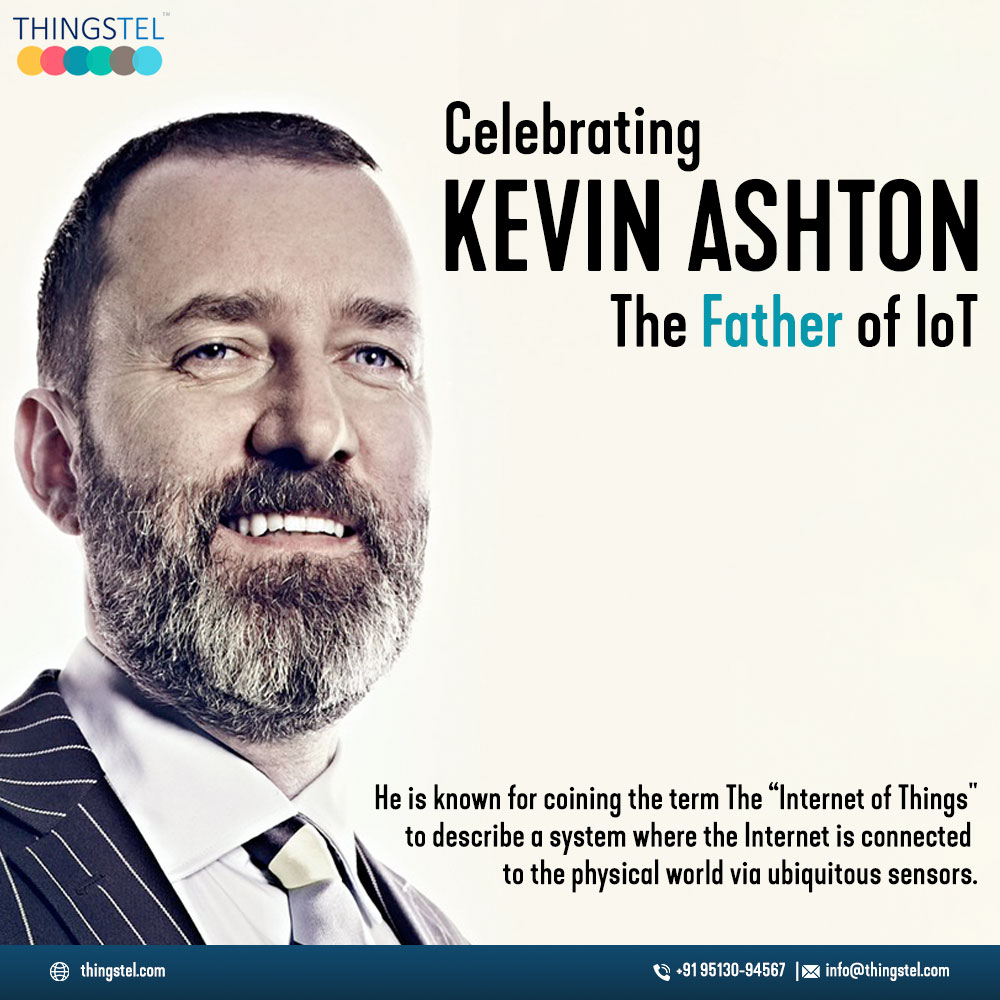 THINGSTEL™
Celebrating
KEVIN ASHTON
The Father of IoT
He is known for coining the term The “Internet of Things"
to describe a system where the Internet is connected
to the physical world via ubiquitous sensors.
thingstel.com +91 95130-94567 | info@thingstel.com